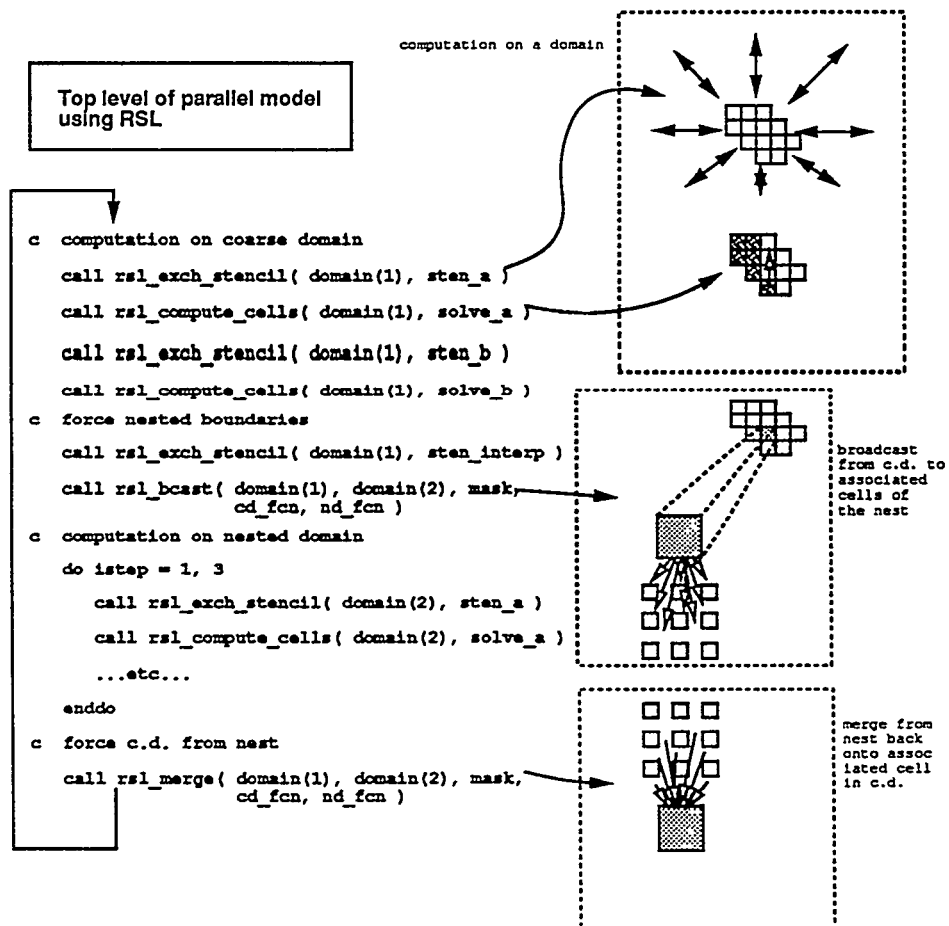 computation on a domain
Top level of parallel model
using RSL
c computation on coarse domain
call rsl_exch_stencil( domain(1), sten_a )
call rsl_compute_cells( domain(1), solve_a )
call rsl_exch_stencil( domain(1), sten_b )
call rsl_compute_cells( domain(1), solve_b )
c force nested boundaries
call rsl_exch_stencil( domain(1), sten_interp )
call rsl_bcast( domain(1), domain(2), mask,
cd_fcn, nd_fcn )
c computation on nested domain
do istep = 1, 3
call rsl_exch_stencil( domain(2), sten_a )
call rsl_compute_cells( domain(2), solve_a )
...etc...
enddo
c force c.d. from nest
call rsl_merge( domain(1), domain(2), mask,
cd_fcn, nd_fcn )
broadcast
from c.d. to
associated
cells of
the nest
merge from
nest back
onto assoc
iated cell
in c.d.